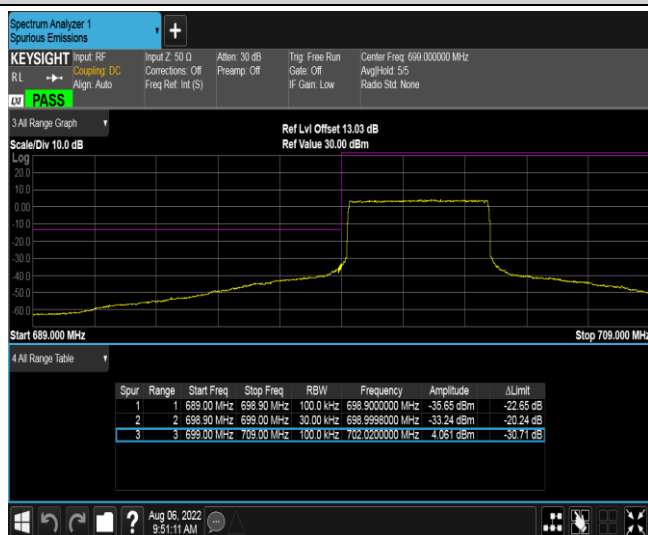 Spectrum Analyzer 1
Spurious Emissions
+
KEYSIGHT Input: RF Input Z: 50 Ω Atten: 30 dB Trig: Free Run Center Freq: 699.000000 MHz
RL Coupling: DC Corrections: Off Preamp: Off Gate: Off Avg|Hold: 5/5
Align: Auto Freq Ref: Int (S) IF Gain: Low Radio Std: None
LXI PASS
3 All Range Graph
Ref Lvl Offset 13.03 dB
Scale/Div 10.0 dB Ref Value 30.00 dBm
Log
20.0
10.0
0.00
-10.0
-20.0
-30.0
-40.0
-50.0
-60.0
Start 689.000 MHz Stop 709.000 MHz
4 All Range Table
Spur Range Start Freq Stop Freq RBW Frequency Amplitude ΔLimit
1 1 689.00 MHz 698.90 MHz 100.0 kHz 698.9000000 MHz -35.65 dBm -22.65 dB
2 2 698.90 MHz 699.00 MHz 30.00 kHz 698.9998000 MHz -33.24 dBm -20.24 dB
3 3 699.00 MHz 709.00 MHz 100.0 kHz 702.0200000 MHz 4.061 dBm -30.71 dB
? Aug 06, 2022
9:51:11 AM